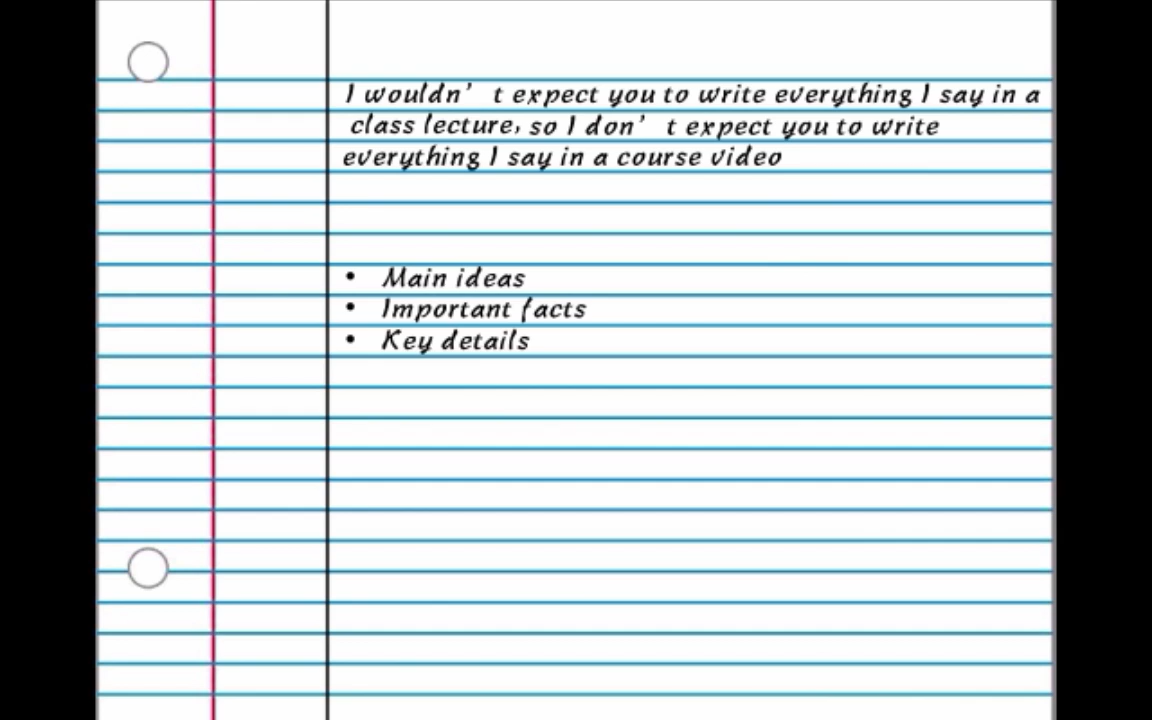 I wouldn’t expect you to write everything I say in a
class lecture, so I don’t expect you to write
everything I say in a course video
• Main ideas
• Important facts
• Key details